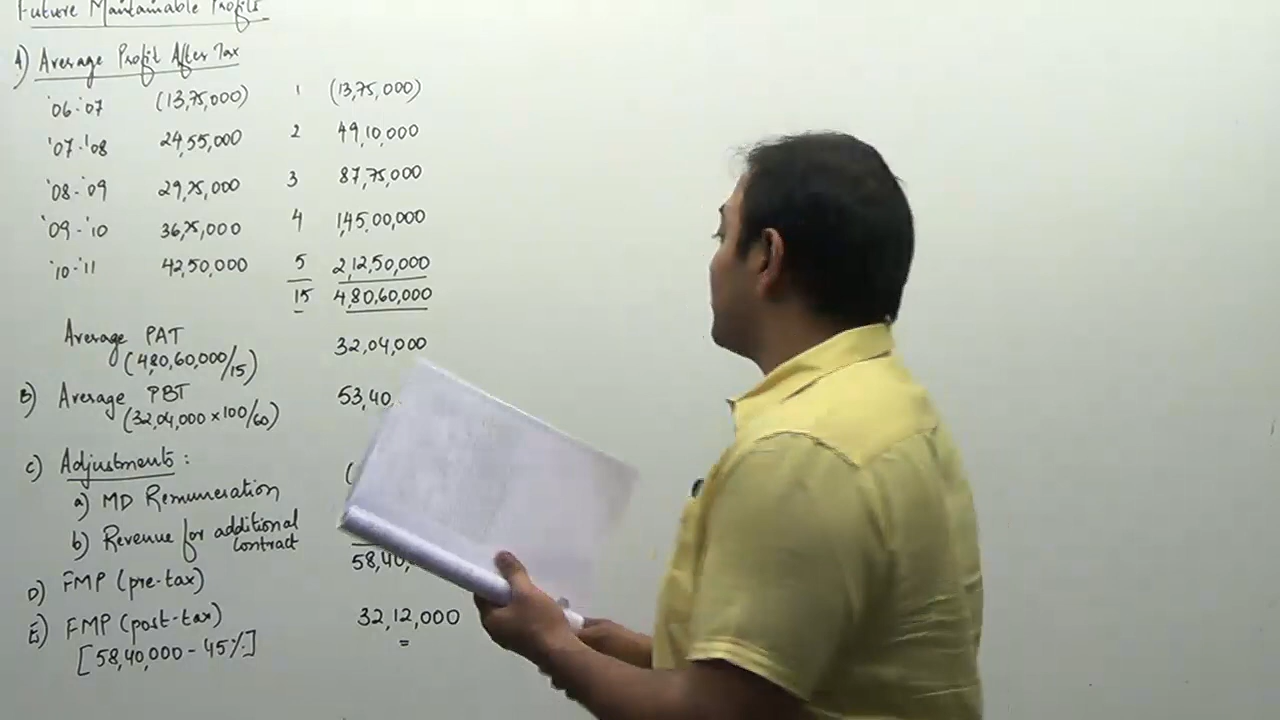 Future Maintainable Profits
A) Average Profit After Tax
'06-'07 (13,75,000) 1 (13,75,000)
'07-'08 24,55,000 2 49,10,000
'08-'09 29,25,000 3 87,75,000
'09-'10 36,25,000 4 1,45,00,000
'10-'11 42,50,000 5 2,12,50,000
15 4,80,60,000
Average PAT 32,04,000
(4,80,60,000/15)
B) Average PBT 53,40,
(32,04,000 × 100/60)
C) Adjustments: (
a) MD Remuneration
b) Revenue for additional
contract
D) FMP (pre-tax) 58,40,
E) FMP (post-tax) 32,12,000
[58,40,000 - 45%] =